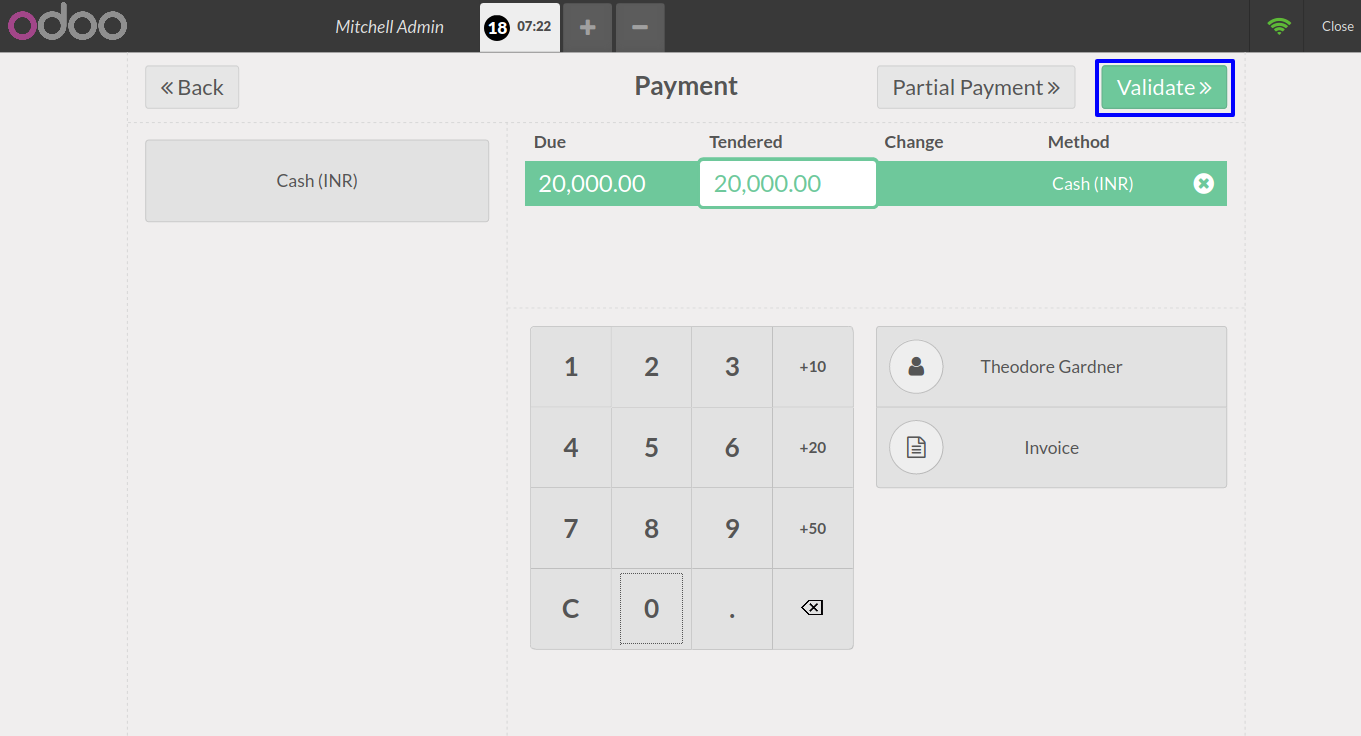 odoo
Mitchell Admin
18 07:22
+
−
Close
« Back
Payment
Partial Payment »
Validate »
Cash (INR)
Due Tendered Change Method
20,000.00 20,000.00 Cash (INR)
1 2 3 +10
4 5 6 +20
7 8 9 +50
C 0 .
Theodore Gardner
Invoice